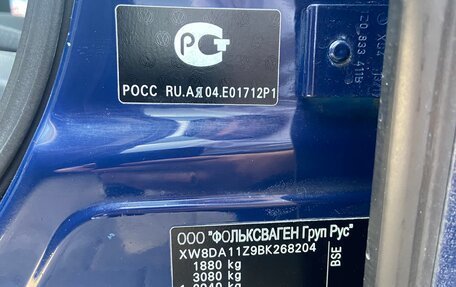 РОСС RU.АЯ04.Е01712Р1
ООО "ФОЛЬКСВАГЕН Груп Рус"
XW8DA11Z9BK268204
1880 kg
3080 kg
BSE